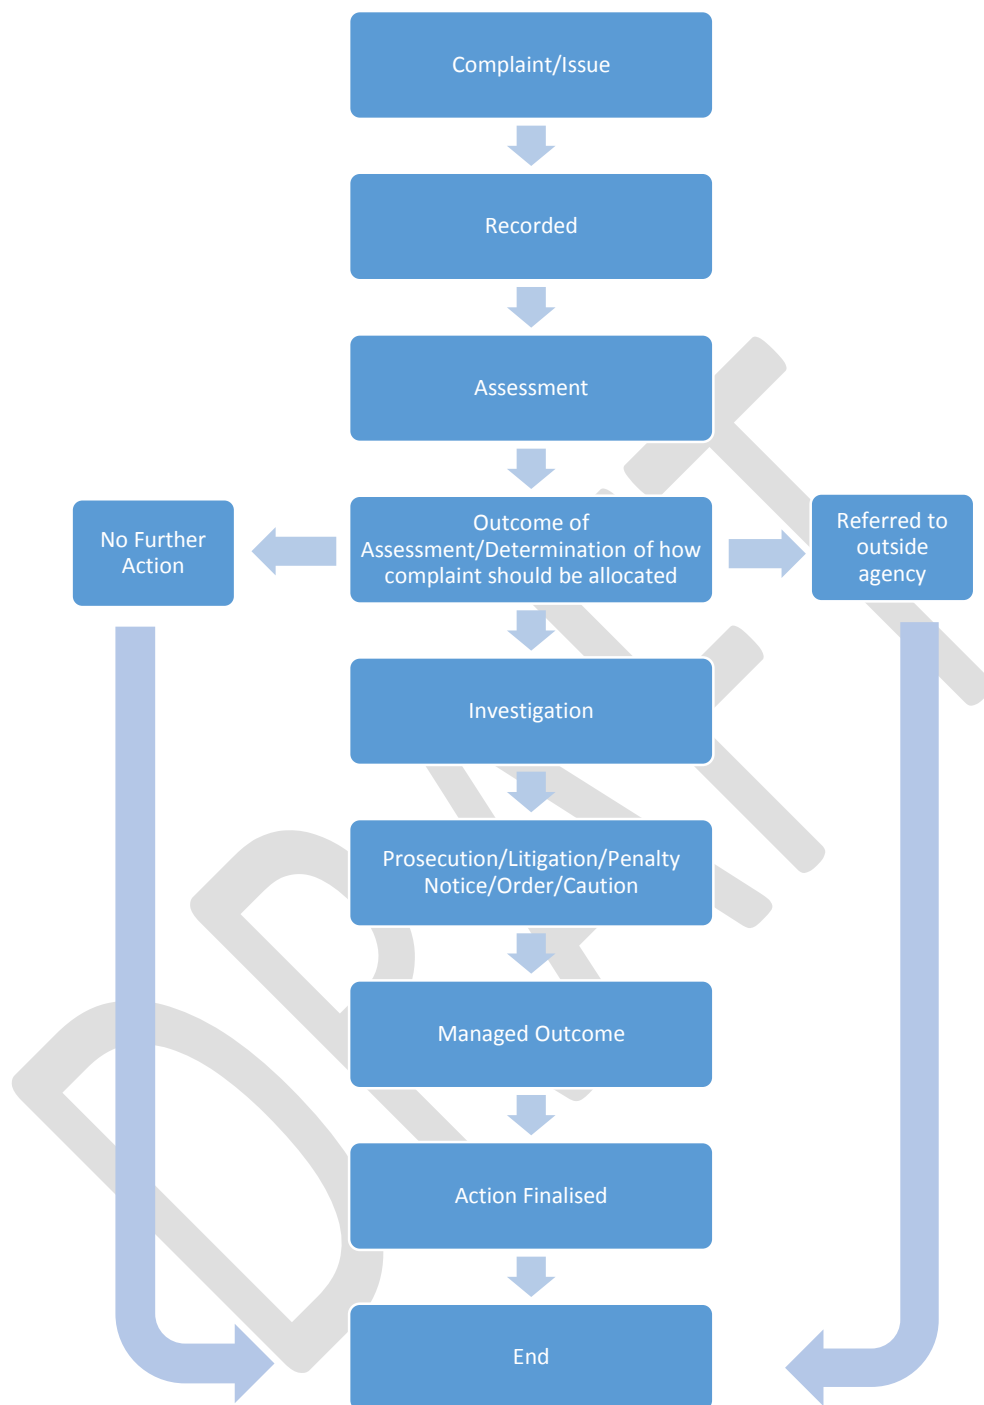 Complaint/Issue
Recorded
Assessment
No Further
Action
Outcome of
Assessment/Determination of how
complaint should be allocated
Referred to
outside
agency
Investigation
Prosecution/Litigation/Penalty
Notice/Order/Caution
Managed Outcome
Action Finalised
End
DRAFT